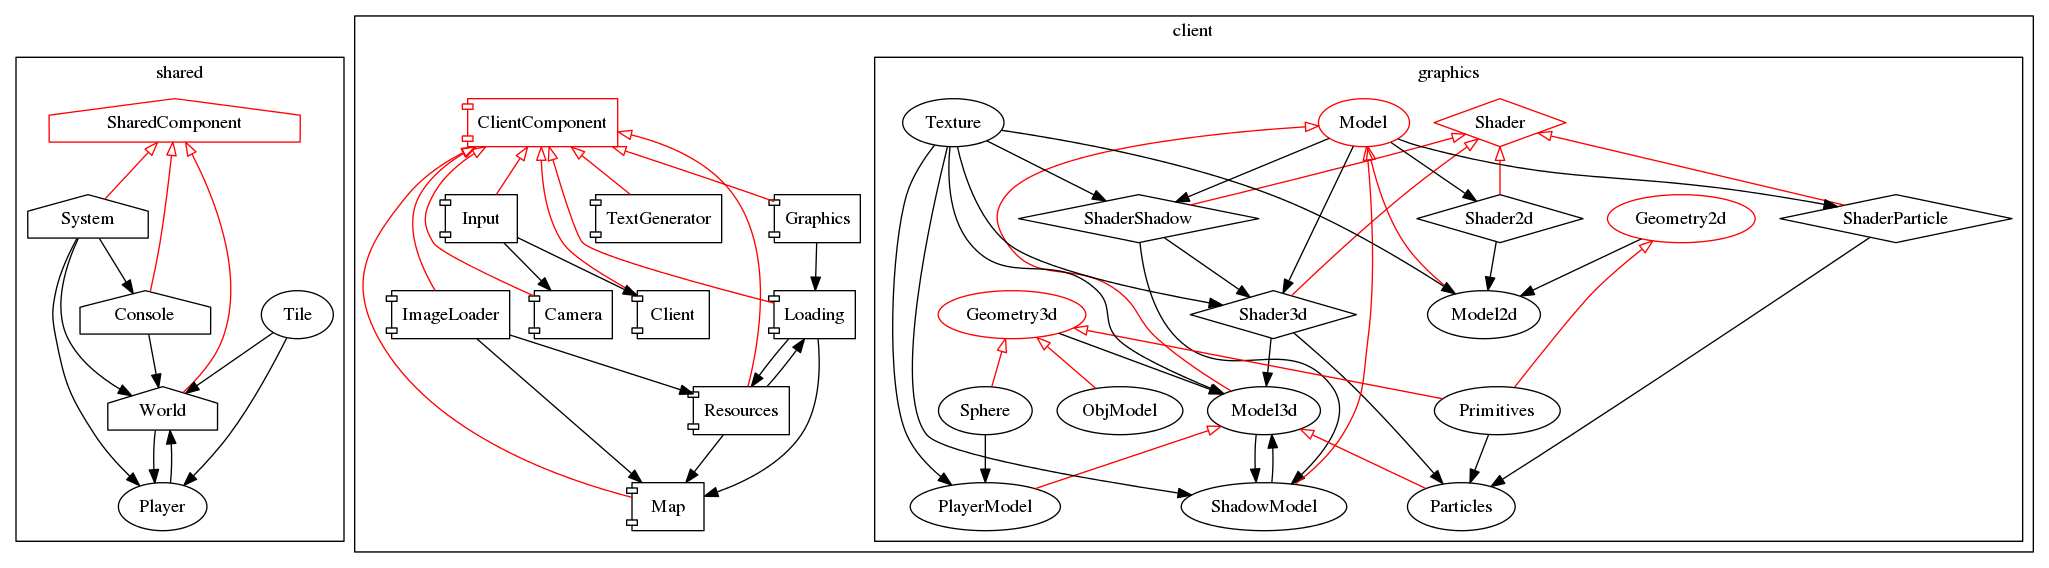 client
shared
graphics
SharedComponent
ClientComponent
Texture
Model
Shader
System
Input
TextGenerator
Graphics
ShaderShadow
Shader2d
Geometry2d
ShaderParticle
Console
Tile
ImageLoader
Camera
Client
Loading
Geometry3d
Shader3d
Model2d
World
Resources
Sphere
ObjModel
Model3d
Primitives
Player
Map
PlayerModel
ShadowModel
Particles